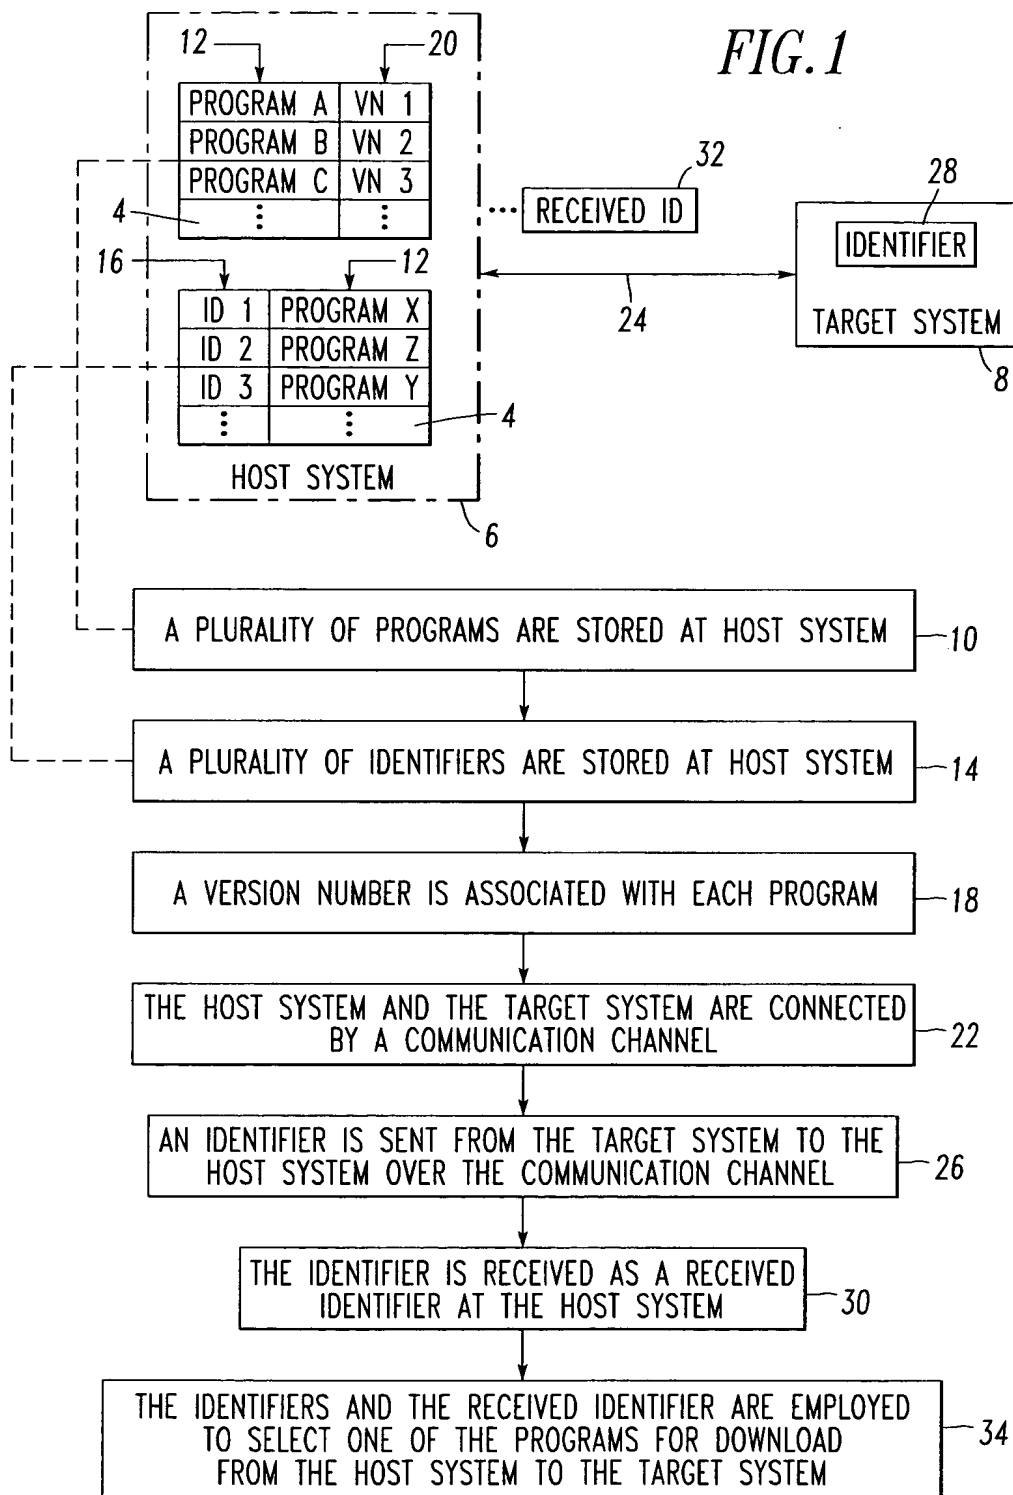 FIG. 1
12
20
PROGRAM A VN 1
PROGRAM B VN 2
PROGRAM C VN 3
4
16
12
ID 1 PROGRAM X
ID 2 PROGRAM Z
ID 3 PROGRAM Y
4
HOST SYSTEM
6
32
RECEIVED ID
24
28
IDENTIFIER
TARGET SYSTEM
8
A PLURALITY OF PROGRAMS ARE STORED AT HOST SYSTEM
10
A PLURALITY OF IDENTIFIERS ARE STORED AT HOST SYSTEM
14
A VERSION NUMBER IS ASSOCIATED WITH EACH PROGRAM
18
THE HOST SYSTEM AND THE TARGET SYSTEM ARE CONNECTED
BY A COMMUNICATION CHANNEL
22
AN IDENTIFIER IS SENT FROM THE TARGET SYSTEM TO THE
HOST SYSTEM OVER THE COMMUNICATION CHANNEL
26
THE IDENTIFIER IS RECEIVED AS A RECEIVED
IDENTIFIER AT THE HOST SYSTEM
30
THE IDENTIFIERS AND THE RECEIVED IDENTIFIER ARE EMPLOYED
TO SELECT ONE OF THE PROGRAMS FOR DOWNLOAD
FROM THE HOST SYSTEM TO THE TARGET SYSTEM
34